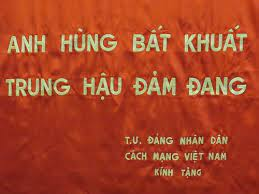 ANH HÙNG BẤT KHUẤT
TRUNG HẬU ĐẢM ĐANG
T.Ư. ĐẢNG NHÂN DÂN
CÁCH MẠNG VIỆT NAM
KÍNH TẶNG